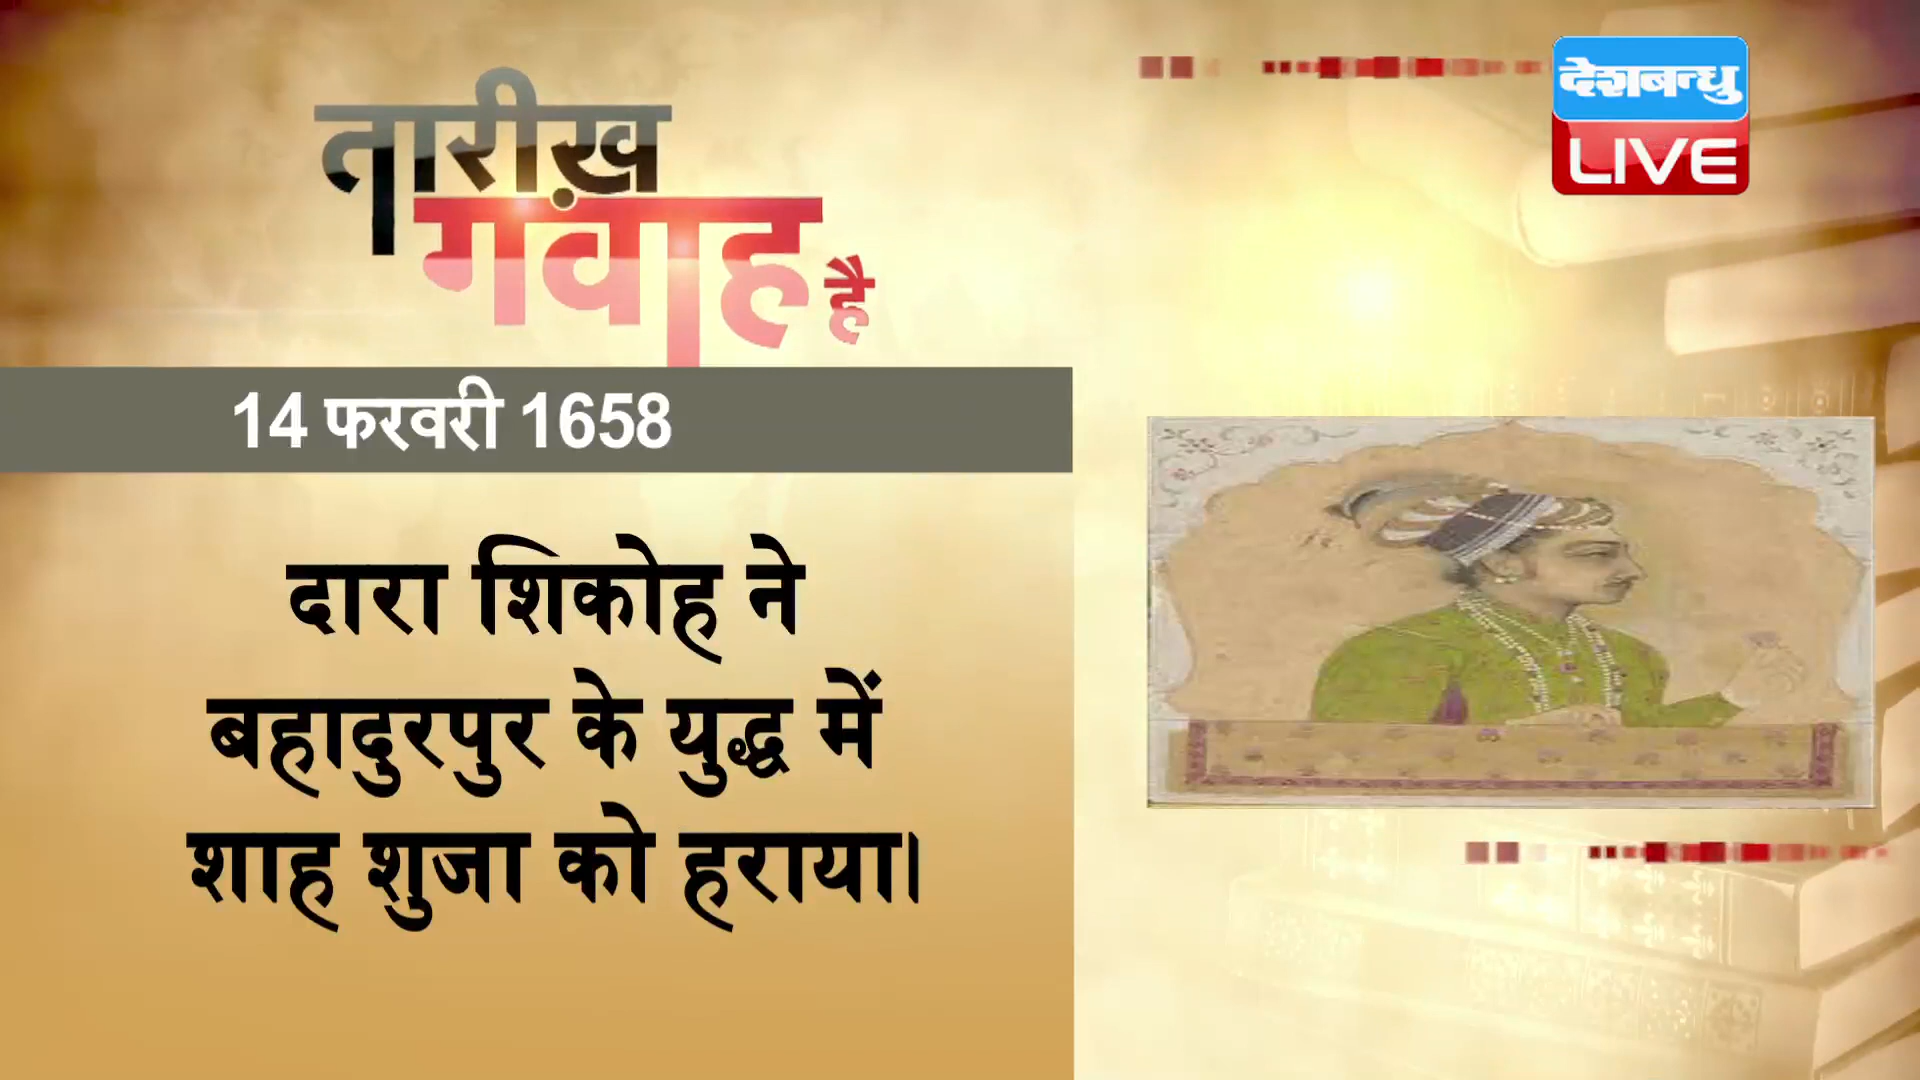 तारीख़
गवाह है
देशबन्धु
LIVE
14 फरवरी 1658
दारा शिकोह ने
बहादुरपुर के युद्ध में
शाह शुजा को हराया।